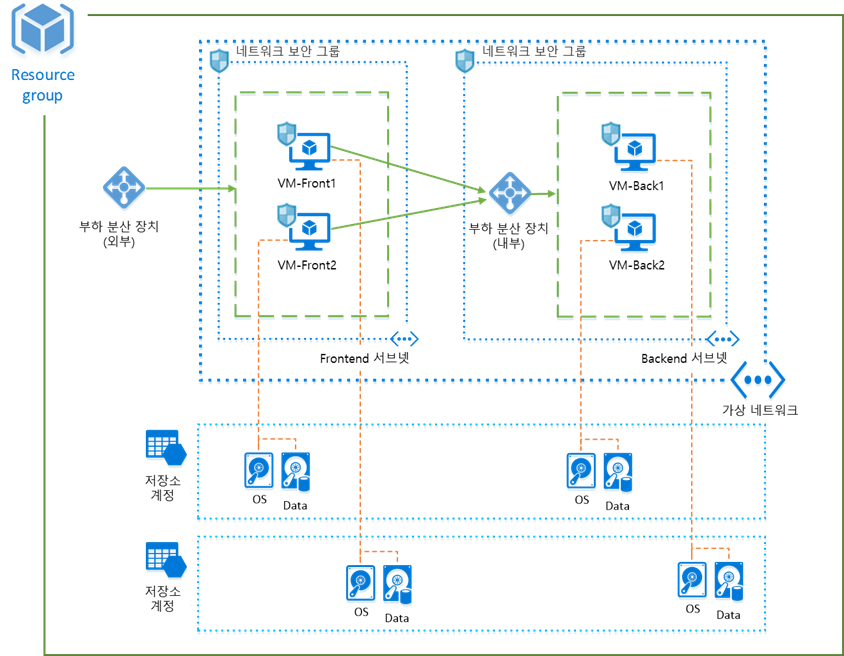 Resource
group
네트워크 보안 그룹
네트워크 보안 그룹
VM-Front1
VM-Back1
부하 분산 장치
(외부)
부하 분산 장치
(내부)
VM-Front2
VM-Back2
Frontend 서브넷
Backend 서브넷
가상 네트워크
저장소
계정
OS
Data
OS
Data
저장소
계정
OS
Data
OS
Data